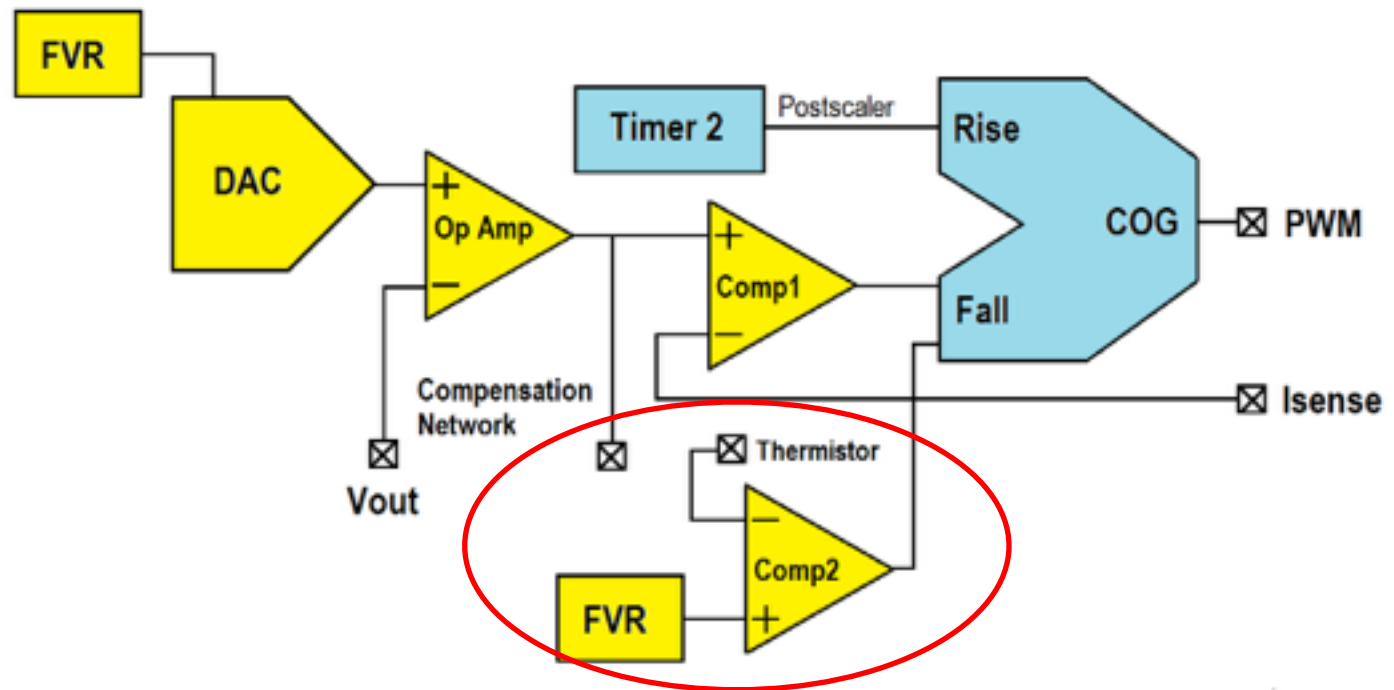 FVR
DAC
+
Op Amp
−
Timer 2
Postscaler
Rise
COG
PWM
+
Comp1
−
Fall
Isense
Compensation
Network
Vout
Thermistor
−
Comp2
+
FVR